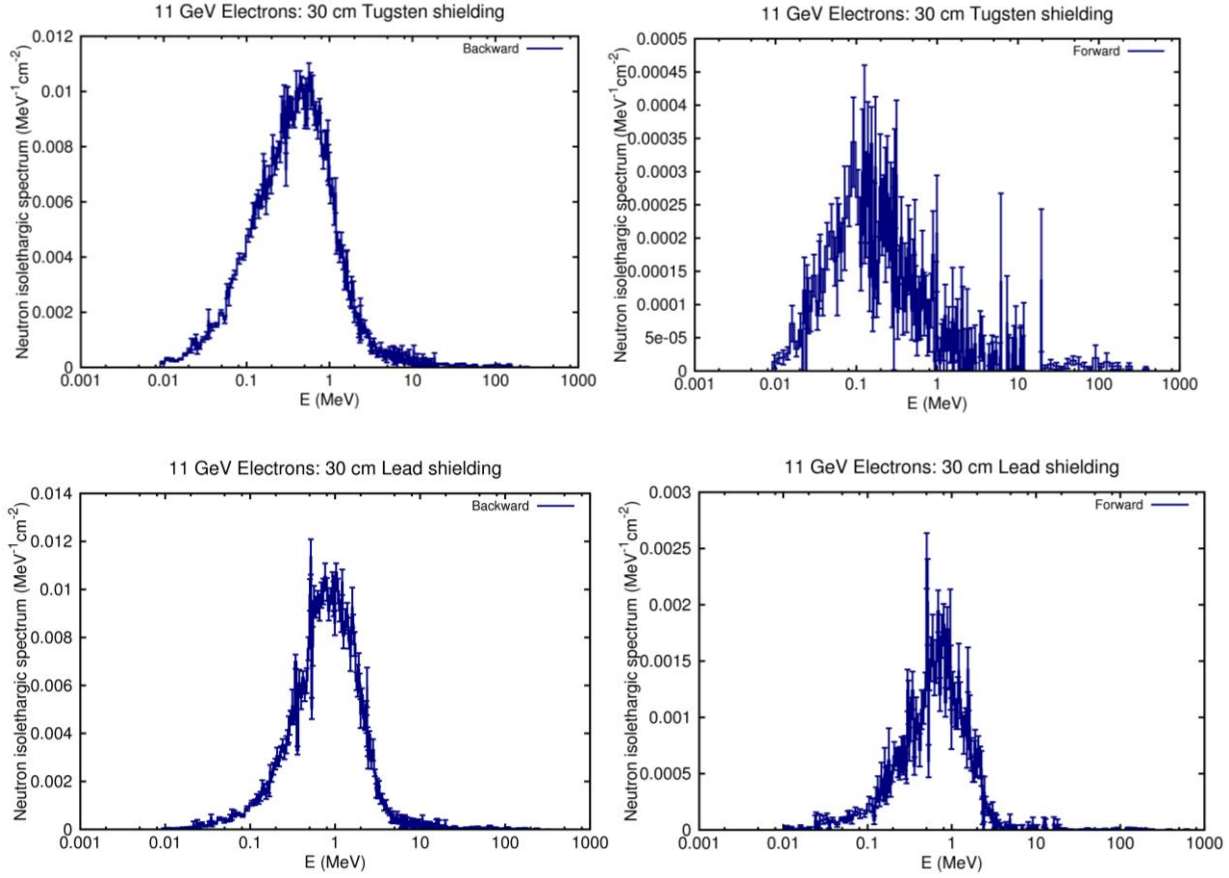 11 GeV Electrons: 30 cm Tugsten shielding
Neutron isolethargic spectrum (MeV⁻¹cm⁻²)
0.012
0.01
0.008
0.006
0.004
0.002
0
Backward
0.001 0.01 0.1 1 10 100 1000
E (MeV)
11 GeV Electrons: 30 cm Tugsten shielding
Neutron isolethargic spectrum (MeV⁻¹cm⁻²)
0.0005
0.00045
0.0004
0.00035
0.0003
0.00025
0.0002
0.00015
0.0001
5e-05
0
Forward
0.001 0.01 0.1 1 10 100 1000
E (MeV)
11 GeV Electrons: 30 cm Lead shielding
Neutron isolethargic spectrum (MeV⁻¹cm⁻²)
0.014
0.012
0.01
0.008
0.006
0.004
0.002
0
Backward
0.001 0.01 0.1 1 10 100 1000
E (MeV)
11 GeV Electrons: 30 cm Lead shielding
Neutron isolethargic spectrum (MeV⁻¹cm⁻²)
0.003
0.0025
0.002
0.0015
0.001
0.0005
0
Forward
0.001 0.01 0.1 1 10 100 1000
E (MeV)